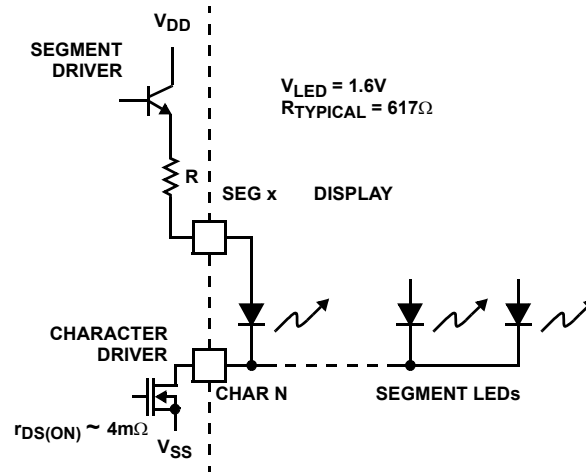 VDD
SEGMENT
DRIVER
VLED = 1.6V
RTYPICAL = 617Ω
R
SEG x
DISPLAY
CHARACTER
DRIVER
CHAR N
SEGMENT LEDs
rDS(ON) ~ 4mΩ
VSS